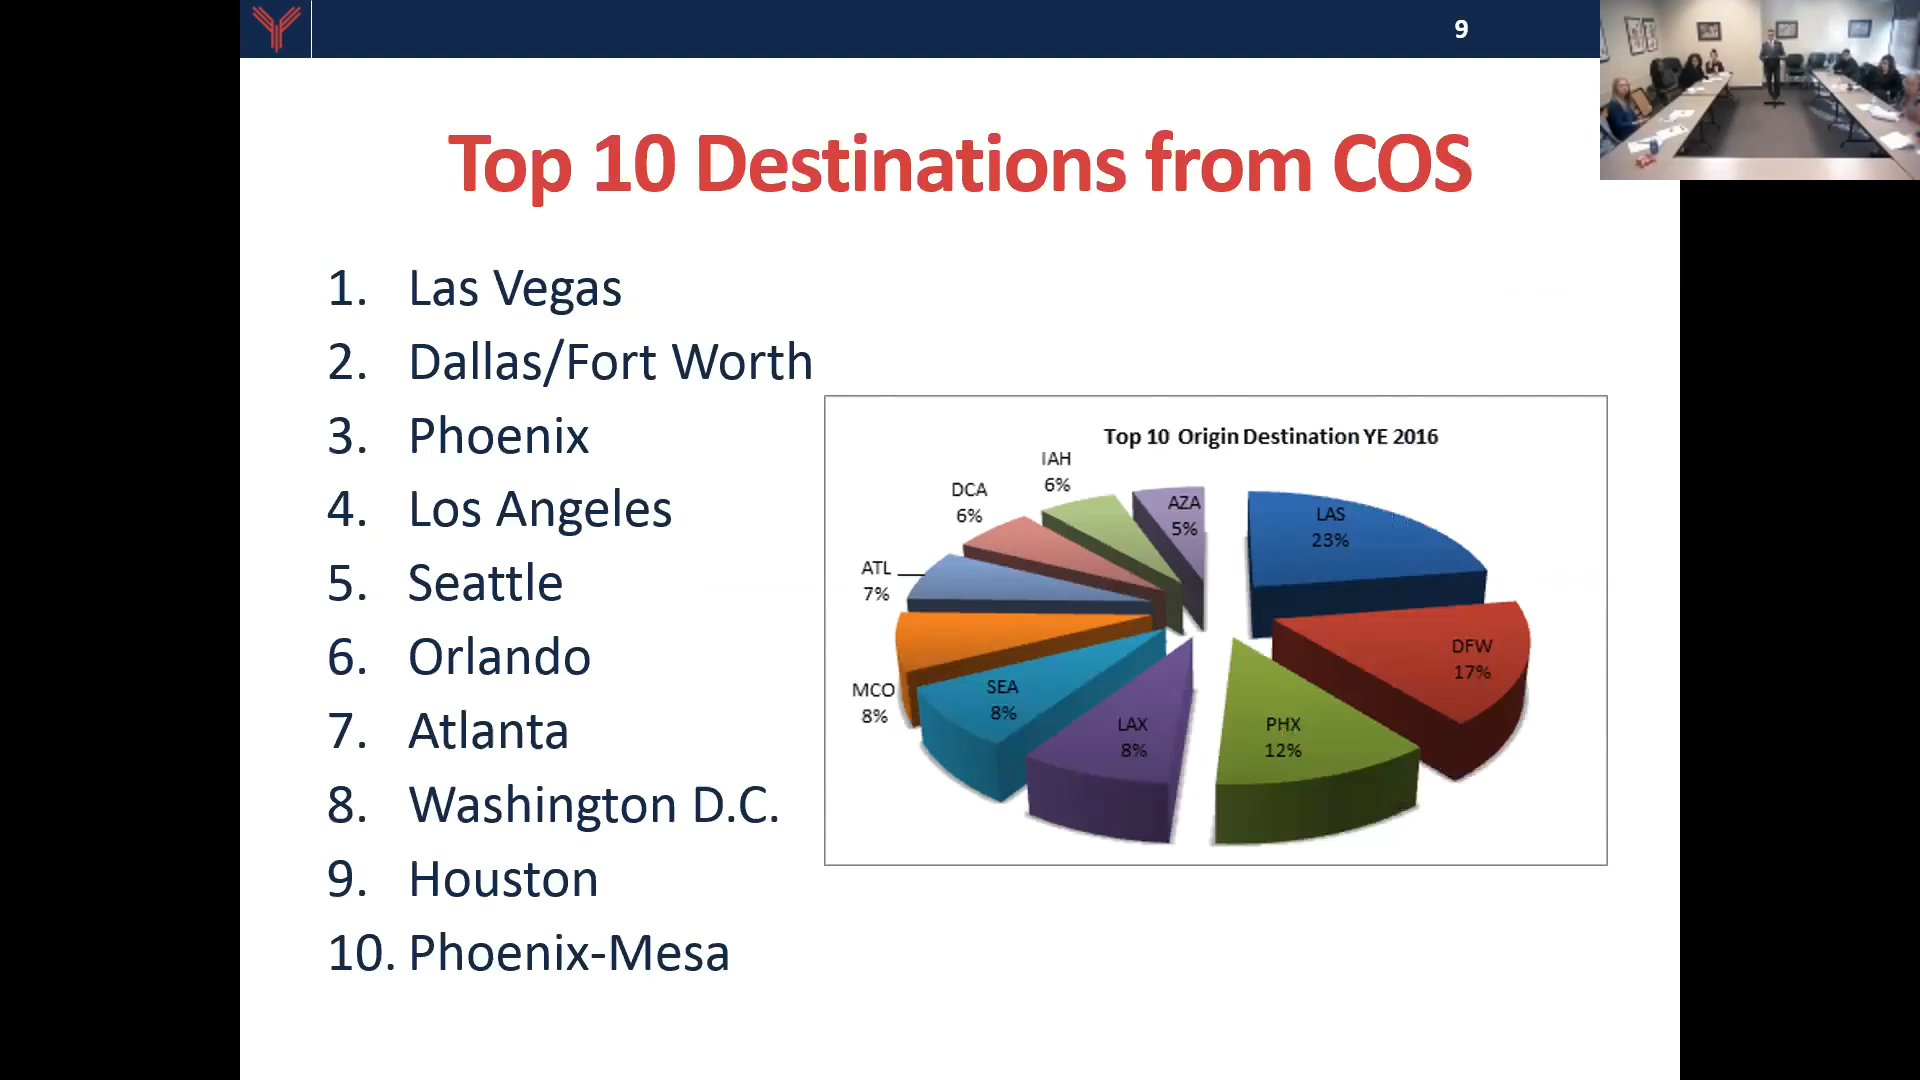 9
Top 10 Destinations from COS
1. Las Vegas
2. Dallas/Fort Worth
3. Phoenix
4. Los Angeles
5. Seattle
6. Orlando
7. Atlanta
8. Washington D.C.
9. Houston
10. Phoenix-Mesa
Top 10 Origin Destination YE 2016
IAH
6%
DCA
6%
AZA
5%
LAS
23%
ATL
7%
DFW
17%
MCO
8%
SEA
8%
LAX
8%
PHX
12%